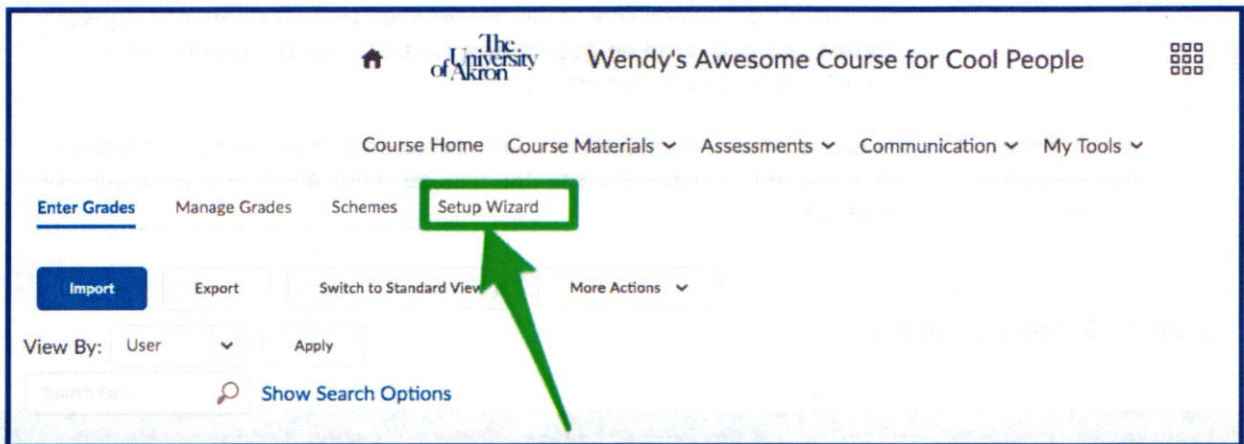 The University of Akron
Wendy's Awesome Course for Cool People
Course Home Course Materials Assessments Communication My Tools
Enter Grades Manage Grades Schemes Setup Wizard
Import Export Switch to Standard View More Actions
View By: User Apply
Search For... Show Search Options